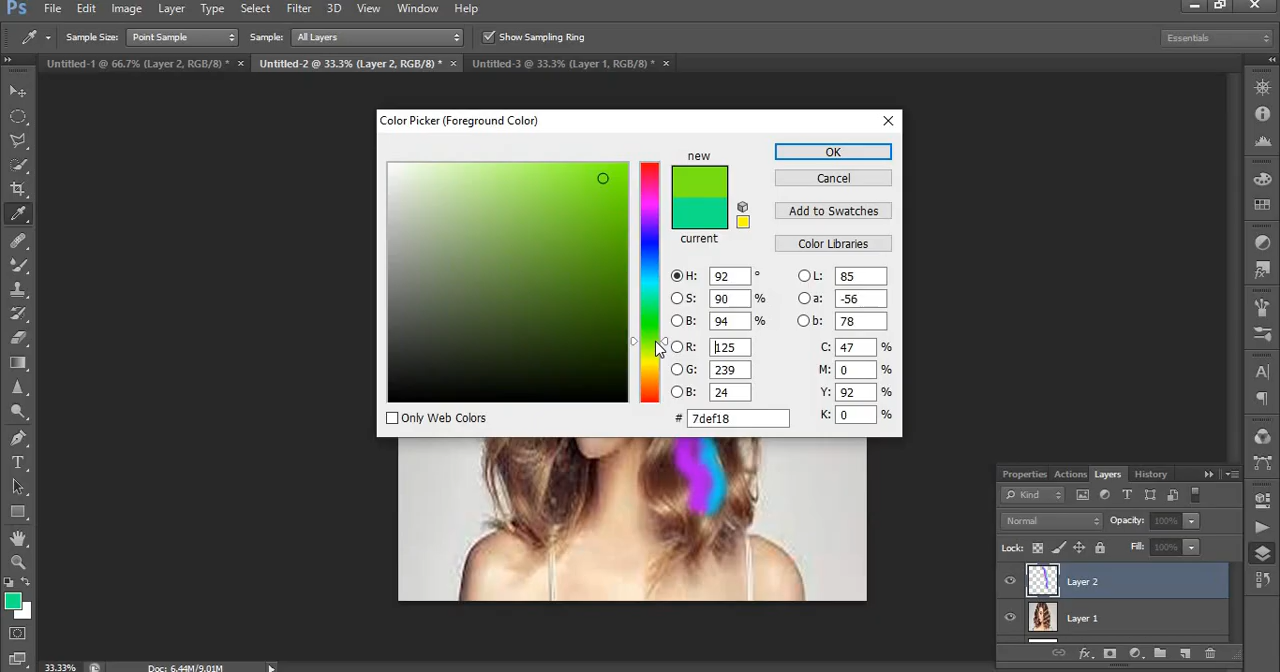 Ps File Edit Image Layer Type Select Filter 3D View Window Help
Sample Size: Point Sample Sample: All Layers Show Sampling Ring Essentials
Untitled-1 @ 66.7% (Layer 2, RGB/8) * × Untitled-2 @ 33.3% (Layer 2, RGB/8) * × Untitled-3 @ 33.3% (Layer 1, RGB/8) * ×
Color Picker (Foreground Color)
new
OK
Cancel
Add to Swatches
current
Color Libraries
H: 92 ° L: 85
S: 90 % a: -56
B: 94 % b: 78
R: 125 C: 47 %
G: 239 M: 0 %
B: 24 Y: 92 %
Only Web Colors # 7def18 K: 0 %
Properties Actions Layers History
Kind
Normal Opacity: 100%
Lock: Fill: 100%
Layer 2
Layer 1
33.33% Doc: 6.44M/9.01M